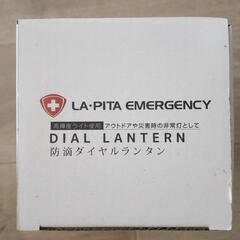 LA・PITA EMERGENCY
高輝度ライト使用 アウトドアや災害時の非常灯として
DIAL LANTERN
防滴ダイヤルランタン